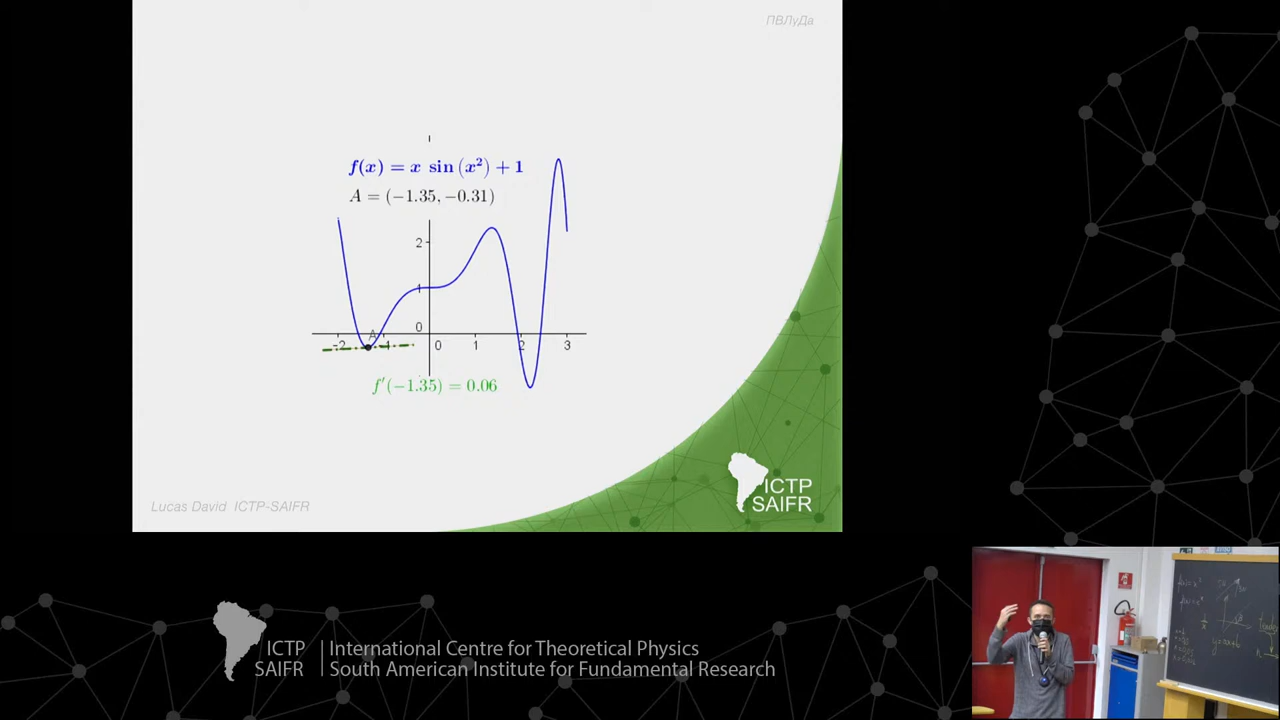 ПВЛуДа
f(x) = x sin (x²) + 1
A = (−1.35, −0.31)
2
1
0
A
-2 -1 0 1 2 3
f′(−1.35) = 0.06
Lucas David ICTP-SAIFR
ICTP
SAIFR
ICTP
SAIFR
International Centre for Theoretical Physics
South American Institute for Fundamental Research